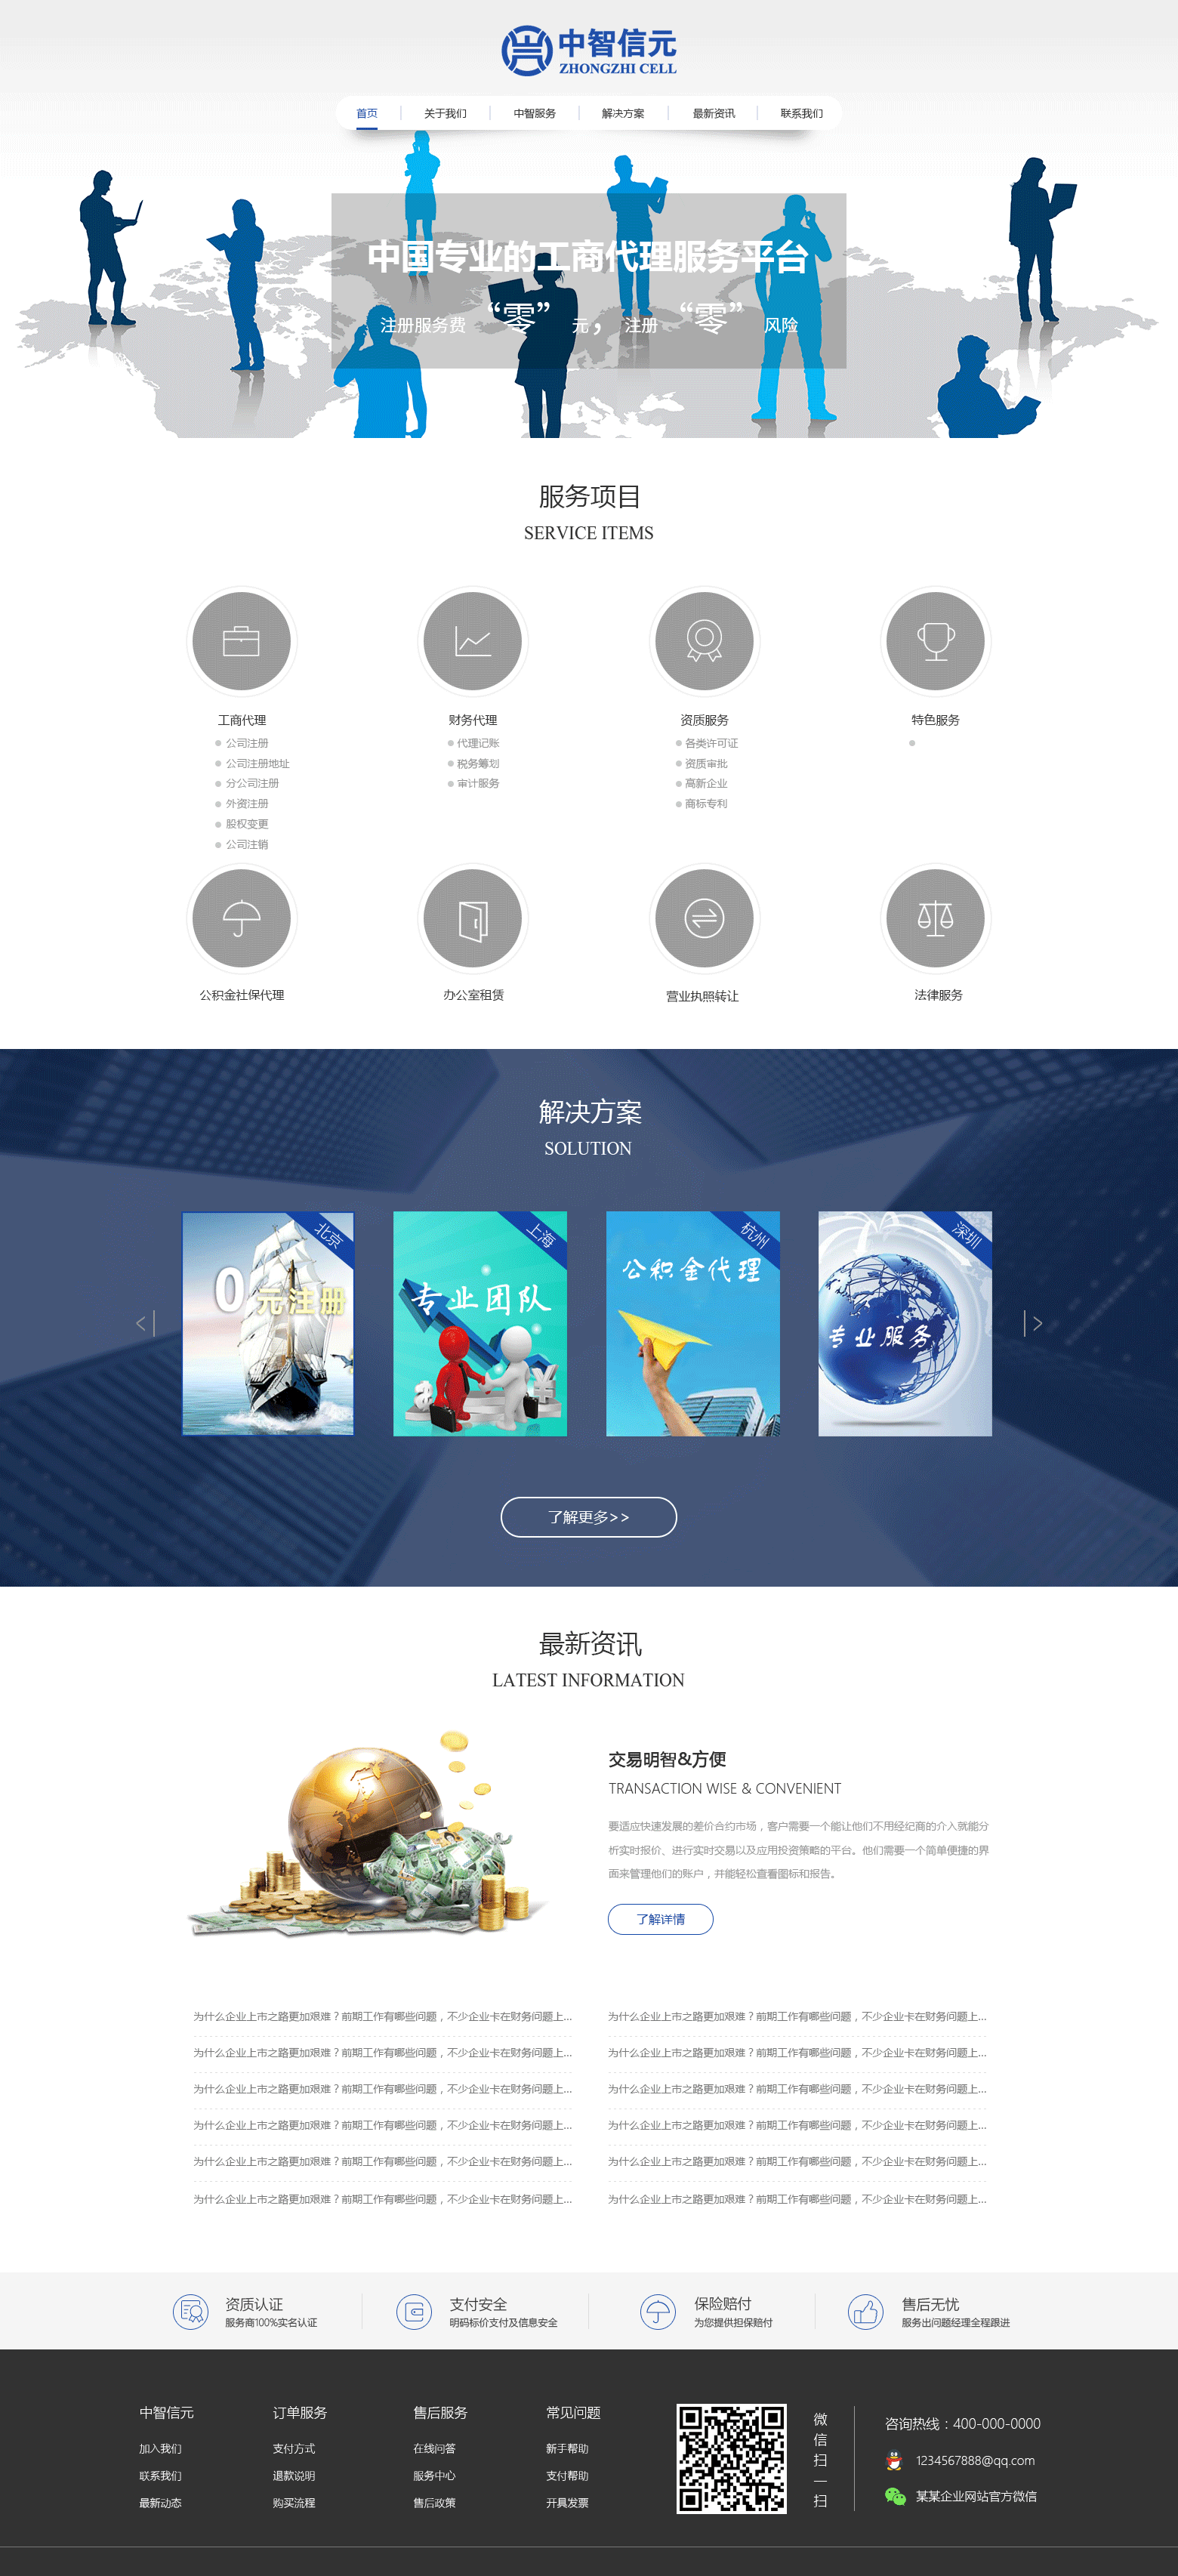 中智信元
ZHONGZHI CELL
首页 关于我们 中智服务 解决方案 最新资讯 联系我们
中国专业的工商代理服务平台
注册服务费 “零” 元， 注册 “零” 风险
服务项目
SERVICE ITEMS
工商代理
公司注册
公司注册地址
分公司注册
外资注册
股权变更
公司注销
财务代理
代理记账
税务筹划
审计服务
资质服务
各类许可证
资质审批
高新企业
商标专利
特色服务
公积金社保代理
办公室租赁
营业执照转让
法律服务
解决方案
SOLUTION
北京
0元注册
上海
专业团队
杭州
公积金代理
深圳
专业服务
了解更多>>
最新资讯
LATEST INFORMATION
交易明智&方便
TRANSACTION WISE & CONVENIENT
要适应快速发展的差价合约市场，客户需要一个能让他们不用经纪商的介入就能分
析实时报价、进行实时交易以及应用投资策略的平台。他们需要一个简单便捷的界
面来管理他们的账户，并能轻松查看图标和报告。
了解详情
为什么企业上市之路更加艰难？前期工作有哪些问题，不少企业卡在财务问题上...
为什么企业上市之路更加艰难？前期工作有哪些问题，不少企业卡在财务问题上...
为什么企业上市之路更加艰难？前期工作有哪些问题，不少企业卡在财务问题上...
为什么企业上市之路更加艰难？前期工作有哪些问题，不少企业卡在财务问题上...
为什么企业上市之路更加艰难？前期工作有哪些问题，不少企业卡在财务问题上...
为什么企业上市之路更加艰难？前期工作有哪些问题，不少企业卡在财务问题上...
为什么企业上市之路更加艰难？前期工作有哪些问题，不少企业卡在财务问题上...
为什么企业上市之路更加艰难？前期工作有哪些问题，不少企业卡在财务问题上...
为什么企业上市之路更加艰难？前期工作有哪些问题，不少企业卡在财务问题上...
为什么企业上市之路更加艰难？前期工作有哪些问题，不少企业卡在财务问题上...
为什么企业上市之路更加艰难？前期工作有哪些问题，不少企业卡在财务问题上...
为什么企业上市之路更加艰难？前期工作有哪些问题，不少企业卡在财务问题上...
资质认证
服务商100%实名认证
支付安全
明码标价支付及信息安全
保险赔付
为您提供担保赔付
售后无忧
服务出问题经理全程跟进
中智信元
加入我们
联系我们
最新动态
订单服务
支付方式
退款说明
购买流程
售后服务
在线问答
服务中心
售后政策
常见问题
新手帮助
支付帮助
开具发票
微信扫一扫
咨询热线：400-000-0000
1234567888@qq.com
某某企业网站官方微信